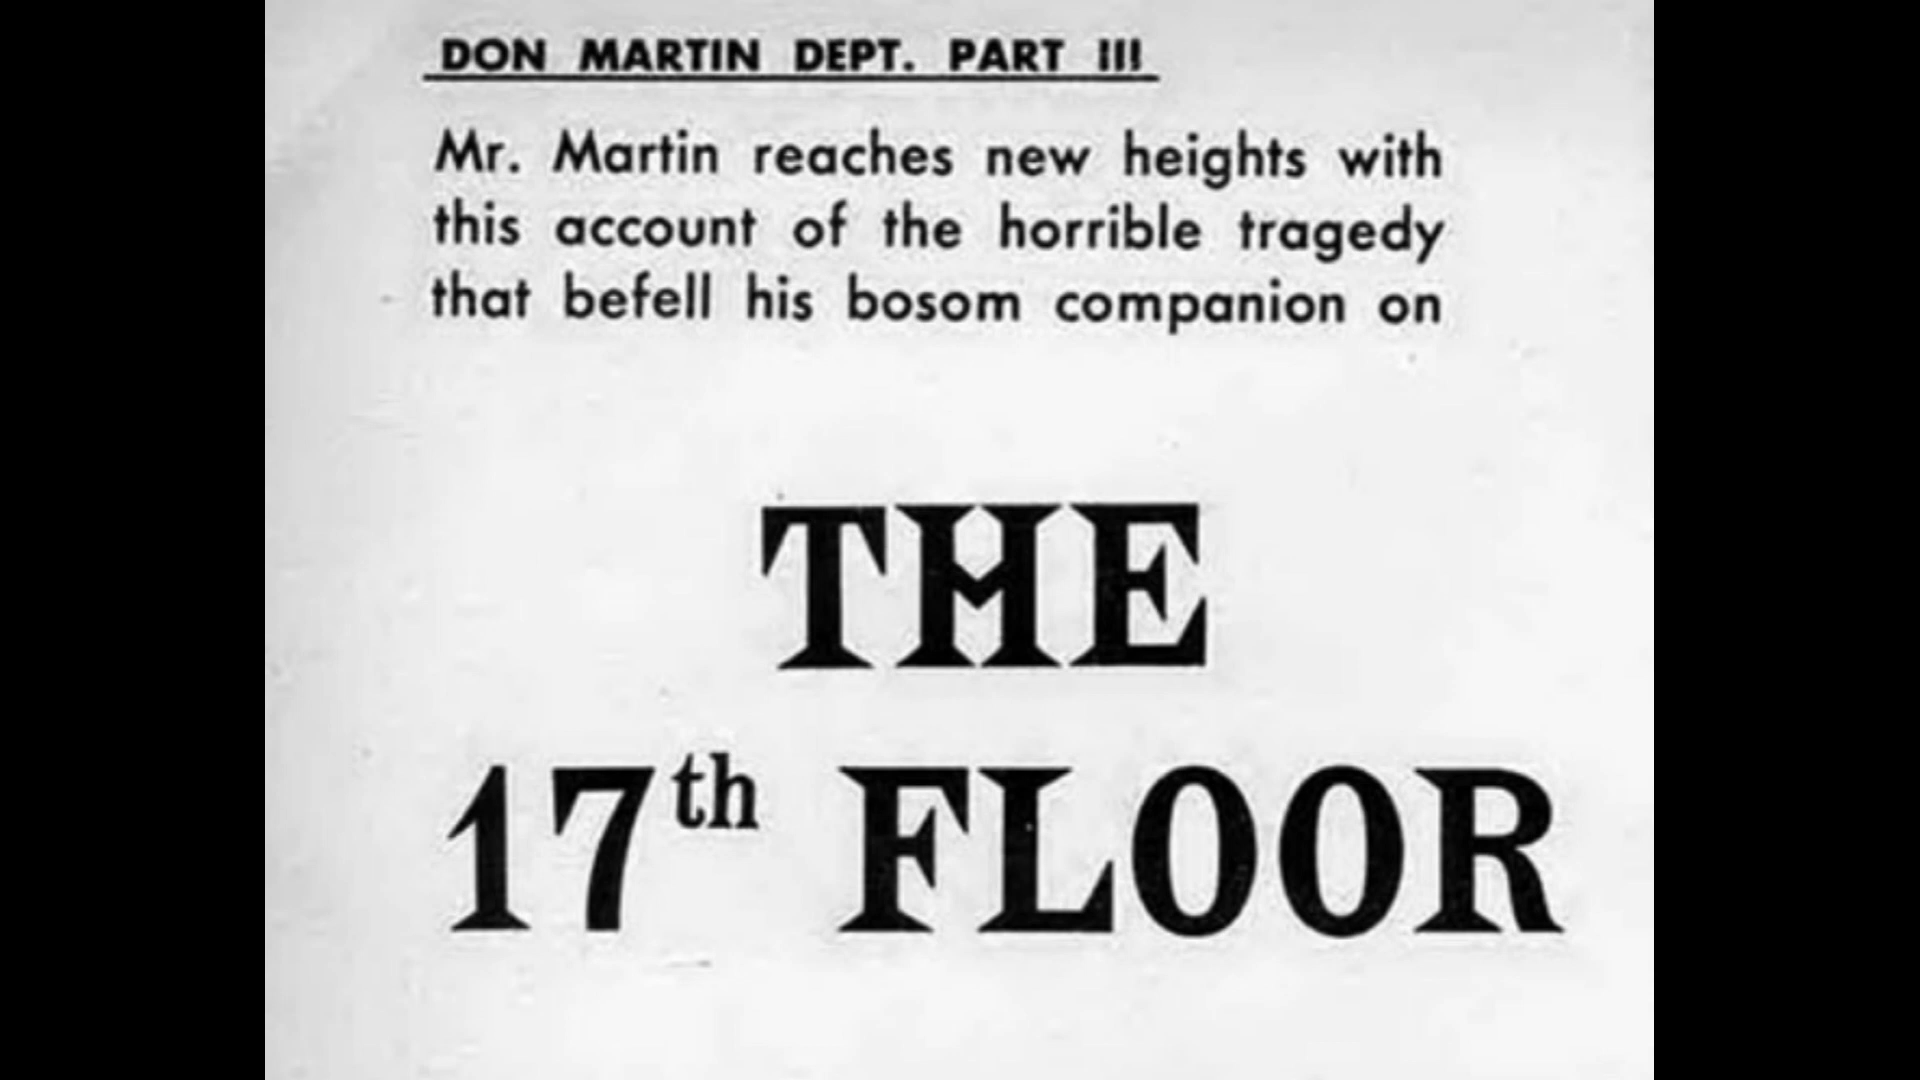 DON MARTIN DEPT. PART III
Mr. Martin reaches new heights with
this account of the horrible tragedy
that befell his bosom companion on
THE
17th FLOOR